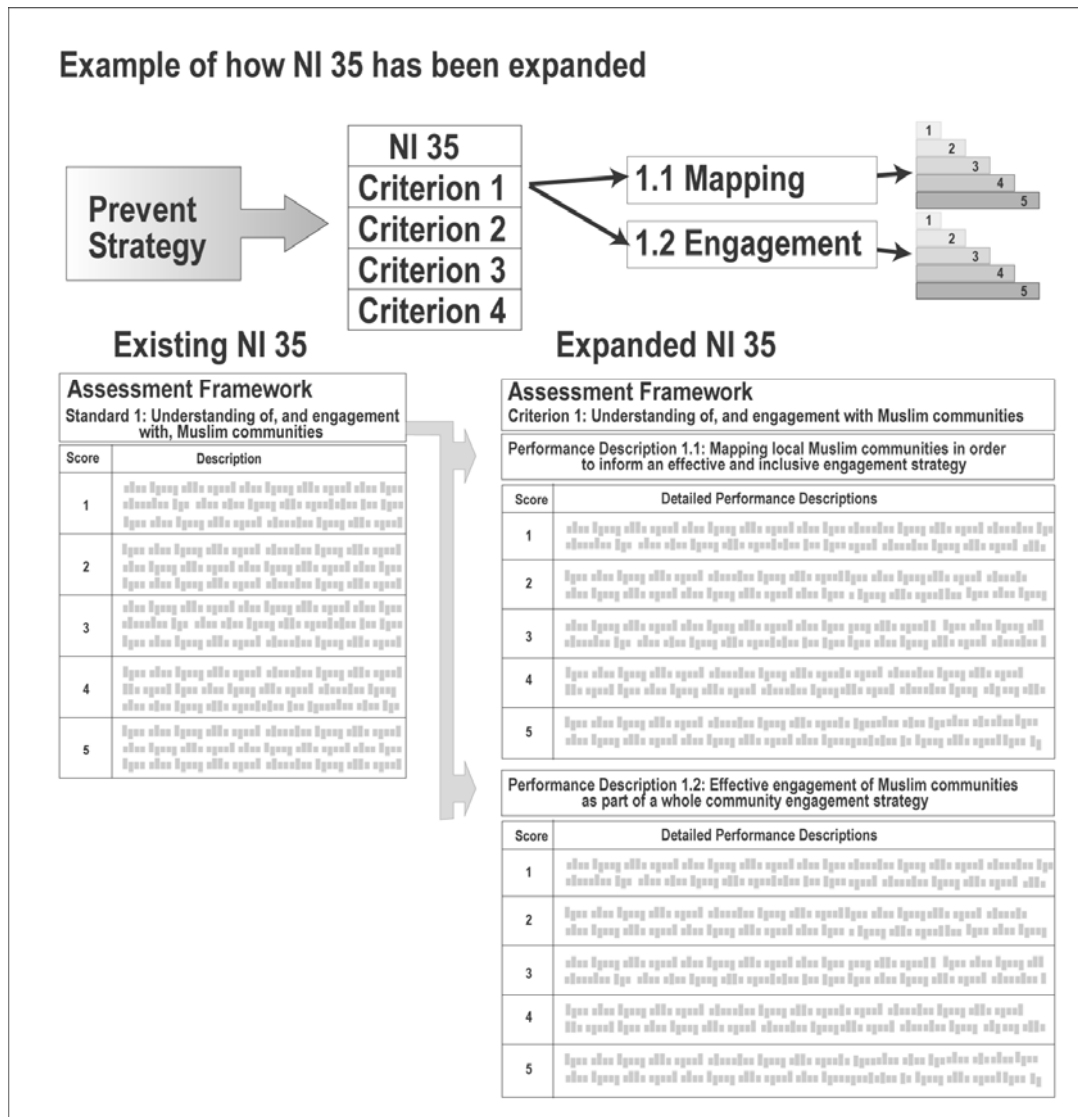 Example of how NI 35 has been expanded
Prevent
Strategy
NI 35
Criterion 1
Criterion 2
Criterion 3
Criterion 4
1.1 Mapping
1.2 Engagement
1
2
3
4
5
1
2
3
4
5
Existing NI 35
Assessment Framework
Standard 1: Understanding of, and engagement
with, Muslim communities
Score Description
1
2
3
4
5
Expanded NI 35
Assessment Framework
Criterion 1: Understanding of, and engagement with Muslim communities
Performance Description 1.1: Mapping local Muslim communities in order
to inform an effective and inclusive engagement strategy
Score Detailed Performance Descriptions
1
2
3
4
5
Performance Description 1.2: Effective engagement of Muslim communities
as part of a whole community engagement strategy
Score Detailed Performance Descriptions
1
2
3
4
5